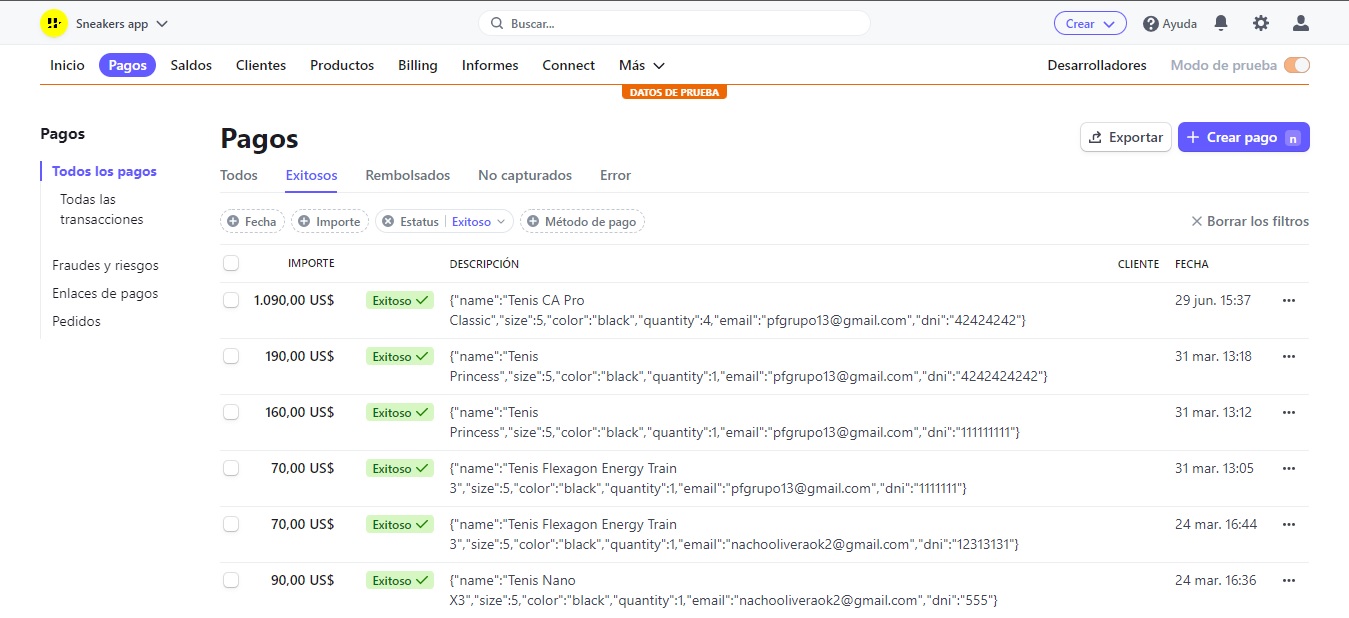 Sneakers app
Buscar...
Crear
Ayuda
Inicio Pagos Saldos Clientes Productos Billing Informes Connect Más
Desarrolladores Modo de prueba
DATOS DE PRUEBA
Pagos
Todos los pagos
Todas las
transacciones
Fraudes y riesgos
Enlaces de pagos
Pedidos
Pagos
Exportar
Crear pago n
Todos Exitosos Rembolsados No capturados Error
Fecha Importe Estatus Exitoso Método de pago
Borrar los filtros
IMPORTE DESCRIPCIÓN CLIENTE FECHA
1.090,00 US$ Exitoso {"name":"Tenis CA Pro 29 jun. 15:37
Classic","size":5,"color":"black","quantity":4,"email":"pfgrupo13@gmail.com","dni":"42424242"}
190,00 US$ Exitoso {"name":"Tenis 31 mar. 13:18
Princess","size":5,"color":"black","quantity":1,"email":"pfgrupo13@gmail.com","dni":"4242424242"}
160,00 US$ Exitoso {"name":"Tenis 31 mar. 13:12
Princess","size":5,"color":"black","quantity":1,"email":"pfgrupo13@gmail.com","dni":"111111111"}
70,00 US$ Exitoso {"name":"Tenis Flexagon Energy Train 31 mar. 13:05
3","size":5,"color":"black","quantity":1,"email":"pfgrupo13@gmail.com","dni":"1111111"}
70,00 US$ Exitoso {"name":"Tenis Flexagon Energy Train 24 mar. 16:44
3","size":5,"color":"black","quantity":1,"email":"nachooliveraok2@gmail.com","dni":"12313131"}
90,00 US$ Exitoso {"name":"Tenis Nano 24 mar. 16:36
X3","size":5,"color":"black","quantity":1,"email":"nachooliveraok2@gmail.com","dni":"555"}